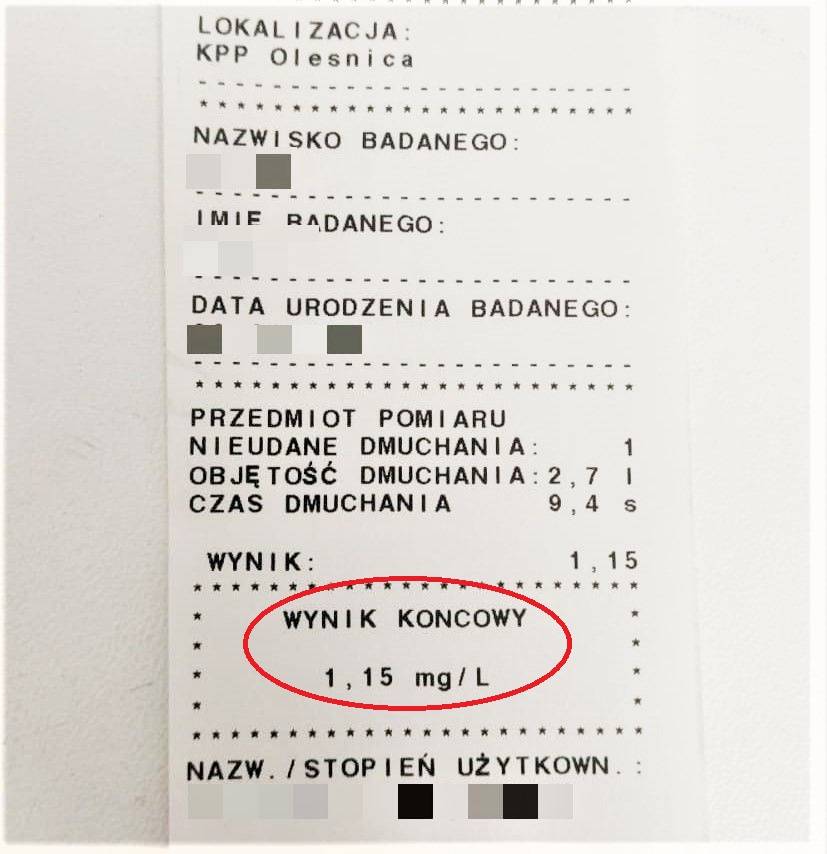 LOKALIZACJA:
KPP Olesnica
- - - - - - - - - - - - - - - - - - - - - - - -
* * * * * * * * * * * * * * * * * * * * * * * *
NAZWISKO BADANEGO:
- - - - - - - - - - - - - - - - - - - - - - - -
IMIE BADANEGO:
- - - - - - - - - - - - - - - - - - - - - - - -
DATA URODZENIA BADANEGO:
- - - - - - - - - - - - - - - - - - - - - - - -
* * * * * * * * * * * * * * * * * * * * * * * *
PRZEDMIOT POMIARU
NIEUDANE DMUCHANIA: 1
OBJĘTOŚĆ DMUCHANIA:2,7 l
CZAS DMUCHANIA 9,4 s
WYNIK: 1,15
* * * * * * * * * * * * * * * * * * * * * * * *
* WYNIK KONCOWY *
* *
* 1,15 mg/L *
* *
* * * * * * * * * * * * * * * * * * * * * * * *
NAZW./STOPIEŃ UŻYTKOWN.: